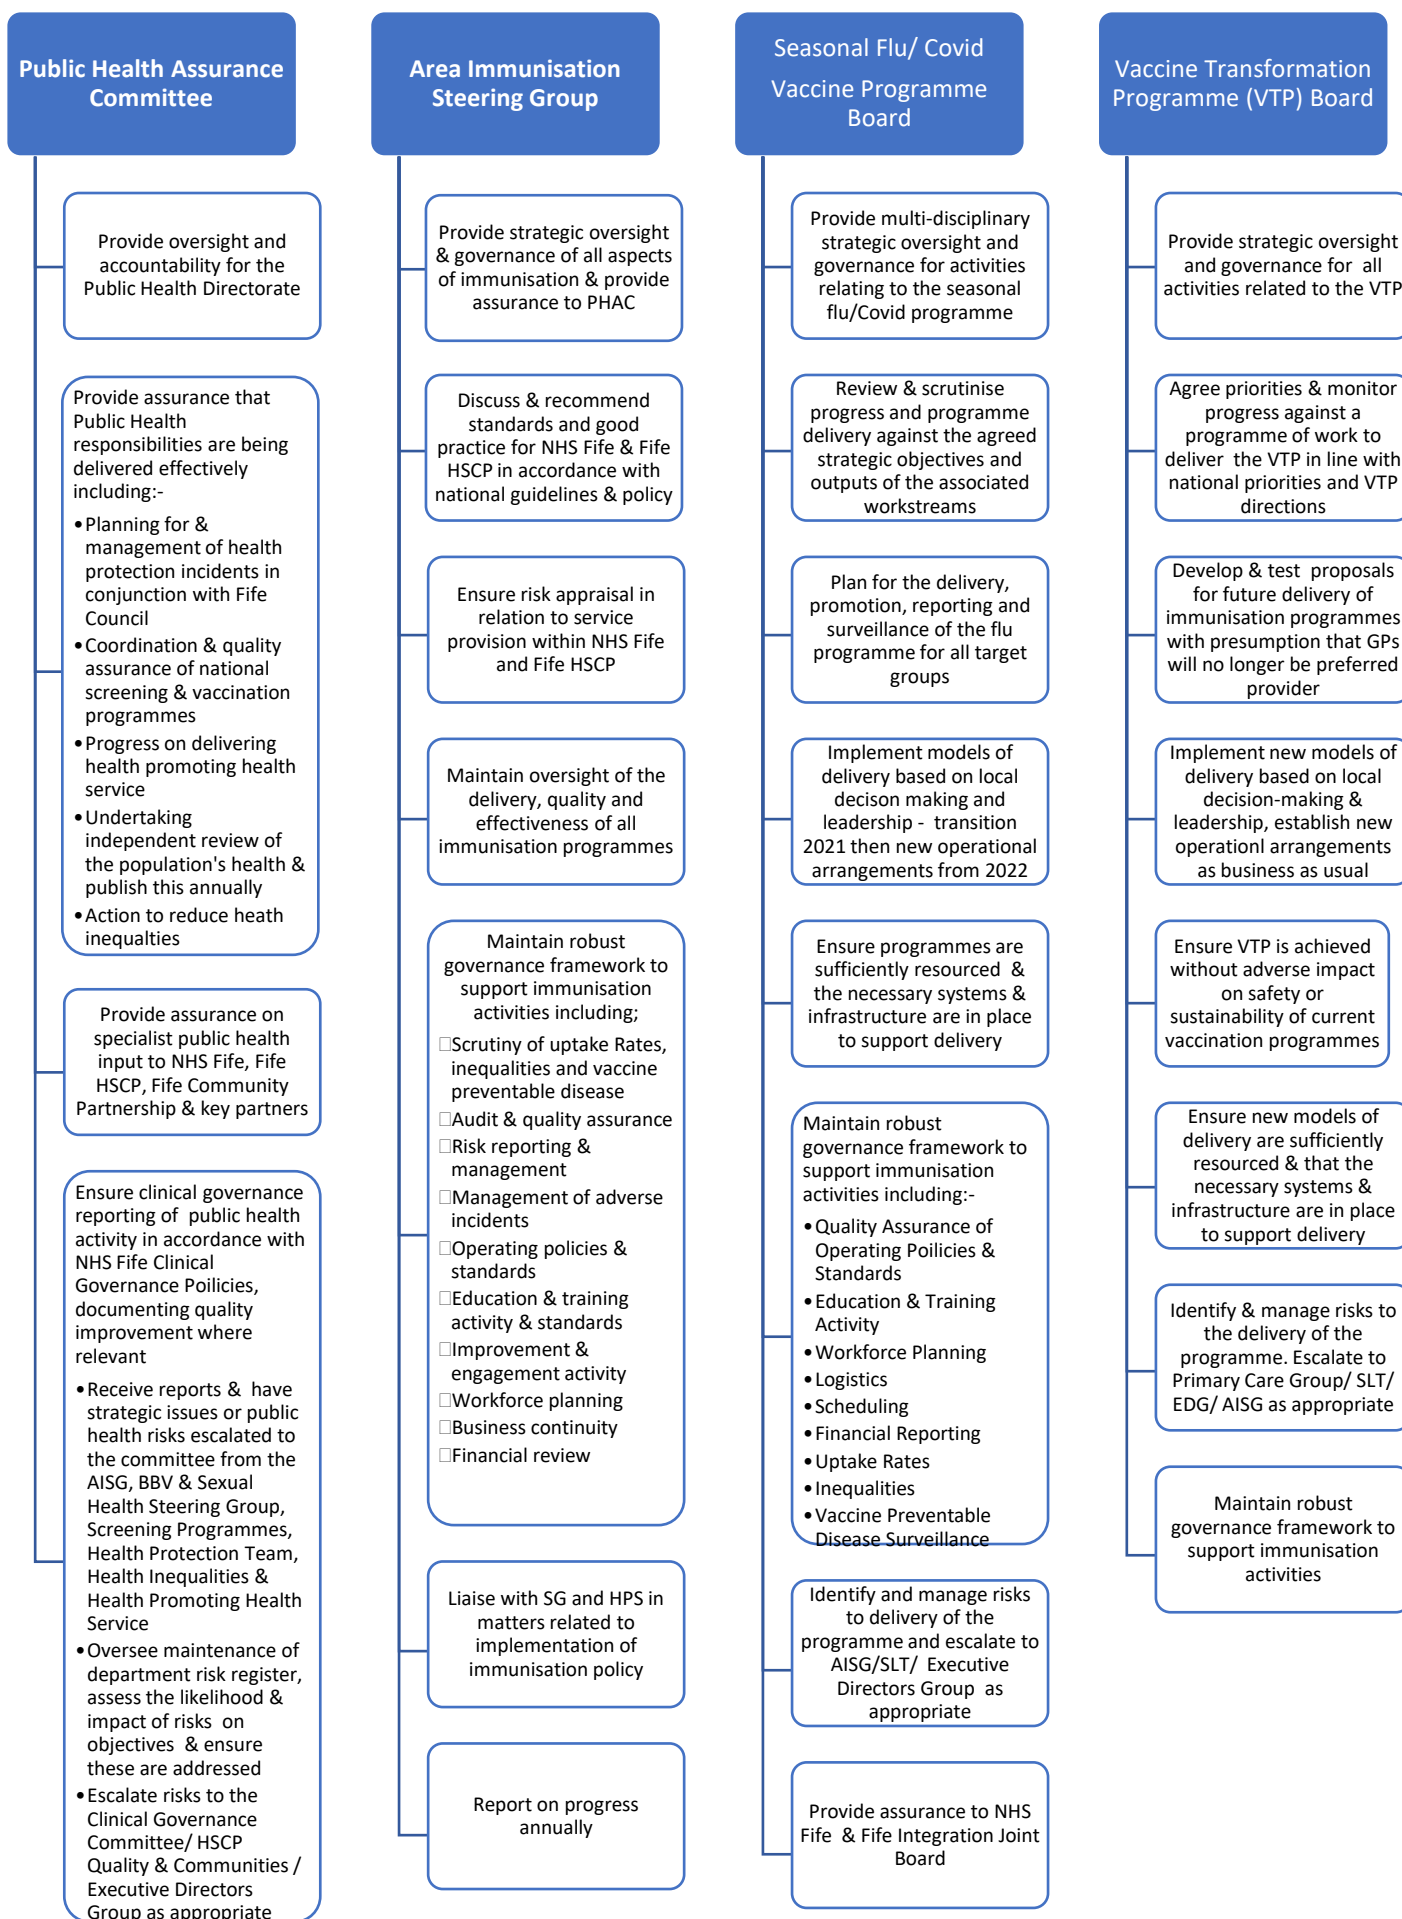 Public Health Assurance
Committee
Provide oversight and
accountability for the
Public Health Directorate
Provide assurance that
Public Health
responsibilities are being
delivered effectively
including:-
•Planning for &
management of health
protection incidents in
conjunction with Fife
Council
•Coordination & quality
assurance of national
screening & vaccination
programmes
•Progress on delivering
health promoting health
service
•Undertaking
independent review of
the population's health &
publish this annually
•Action to reduce heath
inequalties
Provide assurance on
specialist public health
input to NHS Fife, Fife
HSCP, Fife Community
Partnership & key partners
Ensure clinical governance
reporting of public health
activity in accordance with
NHS Fife Clinical
Governance Poilicies,
documenting quality
improvement where
relevant
•Receive reports & have
strategic issues or public
health risks escalated to
the committee from the
AISG, BBV & Sexual
Health Steering Group,
Screening Programmes,
Health Protection Team,
Health Inequalities &
Health Promoting Health
Service
•Oversee maintenance of
department risk register,
assess the likelihood &
impact of risks on
objectives & ensure
these are addressed
•Escalate risks to the
Clinical Governance
Committee/ HSCP
Quality & Communities /
Executive Directors
Group as appropriate
Area Immunisation
Steering Group
Provide strategic oversight
& governance of all aspects
of immunisation & provide
assurance to PHAC
Discuss & recommend
standards and good
practice for NHS Fife & Fife
HSCP in accordance with
national guidelines & policy
Ensure risk appraisal in
relation to service
provision within NHS Fife
and Fife HSCP
Maintain oversight of the
delivery, quality and
effectiveness of all
immunisation programmes
Maintain robust
governance framework to
support immunisation
activities including;
□Scrutiny of uptake Rates,
inequalities and vaccine
preventable disease
□Audit & quality assurance
□Risk reporting &
management
□Management of adverse
incidents
□Operating policies &
standards
□Education & training
activity & standards
□Improvement &
engagement activity
□Workforce planning
□Business continuity
□Financial review
Liaise with SG and HPS in
matters related to
implementation of
immunisation policy
Report on progress
annually
Seasonal Flu/ Covid
Vaccine Programme
Board
Provide multi-disciplinary
strategic oversight and
governance for activities
relating to the seasonal
flu/Covid programme
Review & scrutinise
progress and programme
delivery against the agreed
strategic objectives and
outputs of the associated
workstreams
Plan for the delivery,
promotion, reporting and
surveillance of the flu
programme for all target
groups
Implement models of
delivery based on local
decison making and
leadership - transition
2021 then new operational
arrangements from 2022
Ensure programmes are
sufficiently resourced &
the necessary systems &
infrastructure are in place
to support delivery
Maintain robust
governance framework to
support immunisation
activities including:-
•Quality Assurance of
Operating Poilicies &
Standards
•Education & Training
Activity
•Workforce Planning
•Logistics
•Scheduling
•Financial Reporting
•Uptake Rates
•Inequalities
•Vaccine Preventable
Disease Surveillance
Identify and manage risks
to delivery of the
programme and escalate to
AISG/SLT/ Executive
Directors Group as
appropriate
Provide assurance to NHS
Fife & Fife Integration Joint
Board
Vaccine Transformation
Programme (VTP) Board
Provide strategic oversight
and governance for all
activities related to the VTP
Agree priorities & monitor
progress against a
programme of work to
deliver the VTP in line with
national priorities and VTP
directions
Develop & test proposals
for future delivery of
immunisation programmes
with presumption that GPs
will no longer be preferred
provider
Implement new models of
delivery based on local
decision-making &
leadership, establish new
operationl arrangements
as business as usual
Ensure VTP is achieved
without adverse impact
on safety or
sustainability of current
vaccination programmes
Ensure new models of
delivery are sufficiently
resourced & that the
necessary systems &
infrastructure are in place
to support delivery
Identify & manage risks to
the delivery of the
programme. Escalate to
Primary Care Group/ SLT/
EDG/ AISG as appropriate
Maintain robust
governance framework to
support immunisation
activities